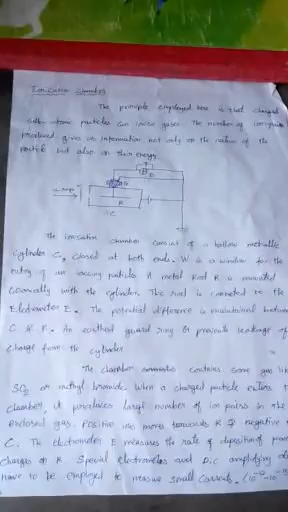 Ionisation chamber
The principle employed here is that charged
sub-atomic particles can ionise gases. The number of ion pairs
produced gives us information not only on the nature of the
particle but also on their energy.
E
G
R
C
The ionisation chamber consist of a hollow metallic
cylinder C, closed at both ends. W is a window for the
entry of an ionising particles A metal Rod R is mounted
coaxially with the cylinder. The rod is conneted to the
Electrometer E. The potential difference is maintained between
C & R. An earthed guard ring G prevents leakage of
charge from the cylinder
The chamber contains some gas like
SO2 or methyl bromide. When a charged particle enters
chamber, it produces large number of ion pairs in the
enclosed gas. Positive ions moves towards R & negative
C. The electrometer E measures the rate of deposition of
charges on R Special Electrometers and D.C amplifying
have to be employed to measure small currents.